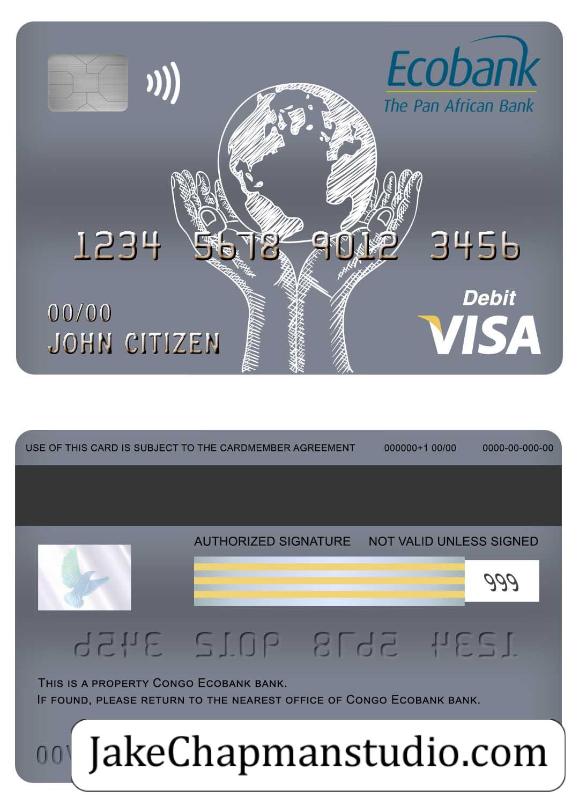 Ecobank
The Pan African Bank
1234 5678 9012 3456
00/00
JOHN CITIZEN
Debit
VISA
USE OF THIS CARD IS SUBJECT TO THE CARDMEMBER AGREEMENT 000000+1 00/00 0000-00-000-00
AUTHORIZED SIGNATURE NOT VALID UNLESS SIGNED
999
THIS IS A PROPERTY CONGO ECOBANK BANK.
IF FOUND, PLEASE RETURN TO THE NEAREST OFFICE OF CONGO ECOBANK BANK.
JakeChapmanstudio.com